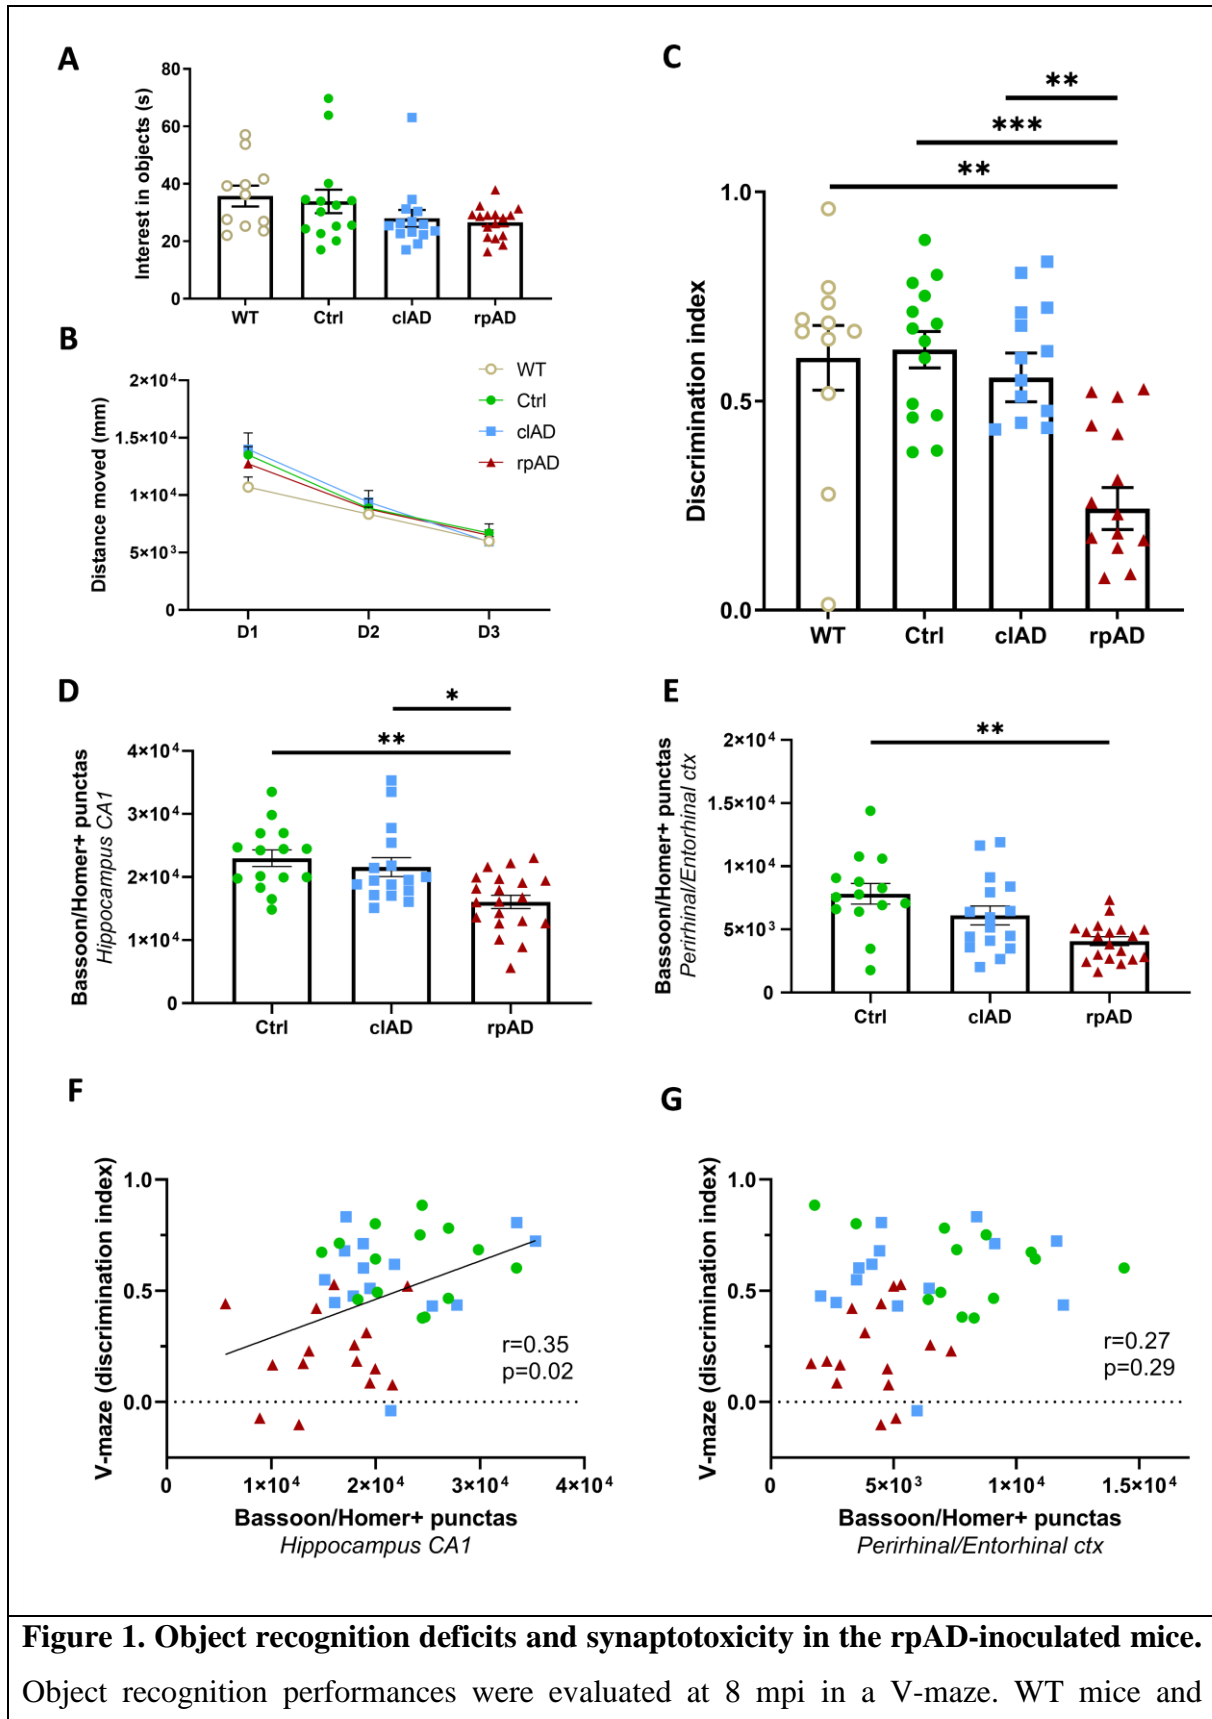 A
Interest in objects (s)
80
60
40
20
0
WT
Ctrl
clAD
rpAD
B
Distance moved (mm)
2×10⁴
1.5×10⁴
1×10⁴
5×10³
0
D1
D2
D3
WT
Ctrl
clAD
rpAD
C
**
***
**
Discrimination index
1.0
0.5
0.0
WT
Ctrl
clAD
rpAD
D
*
**
Bassoon/Homer+ punctas
Hippocampus CA1
4×10⁴
3×10⁴
2×10⁴
1×10⁴
0
Ctrl
clAD
rpAD
E
**
Bassoon/Homer+ punctas
Perirhinal/Entorhinal ctx
2×10⁴
1.5×10⁴
1×10⁴
5×10³
0
Ctrl
clAD
rpAD
F
V-maze (discrimination index)
1.0
0.5
0.0
r=0.35
p=0.02
0
1×10⁴
2×10⁴
3×10⁴
4×10⁴
Bassoon/Homer+ punctas
Hippocampus CA1
G
V-maze (discrimination index)
1.0
0.5
0.0
r=0.27
p=0.29
0
5×10³
1×10⁴
1.5×10⁴
Bassoon/Homer+ punctas
Perirhinal/Entorhinal ctx
Figure 1. Object recognition deficits and synaptotoxicity in the rpAD-inoculated mice.
Object recognition performances were evaluated at 8 mpi in a V-maze. WT mice and